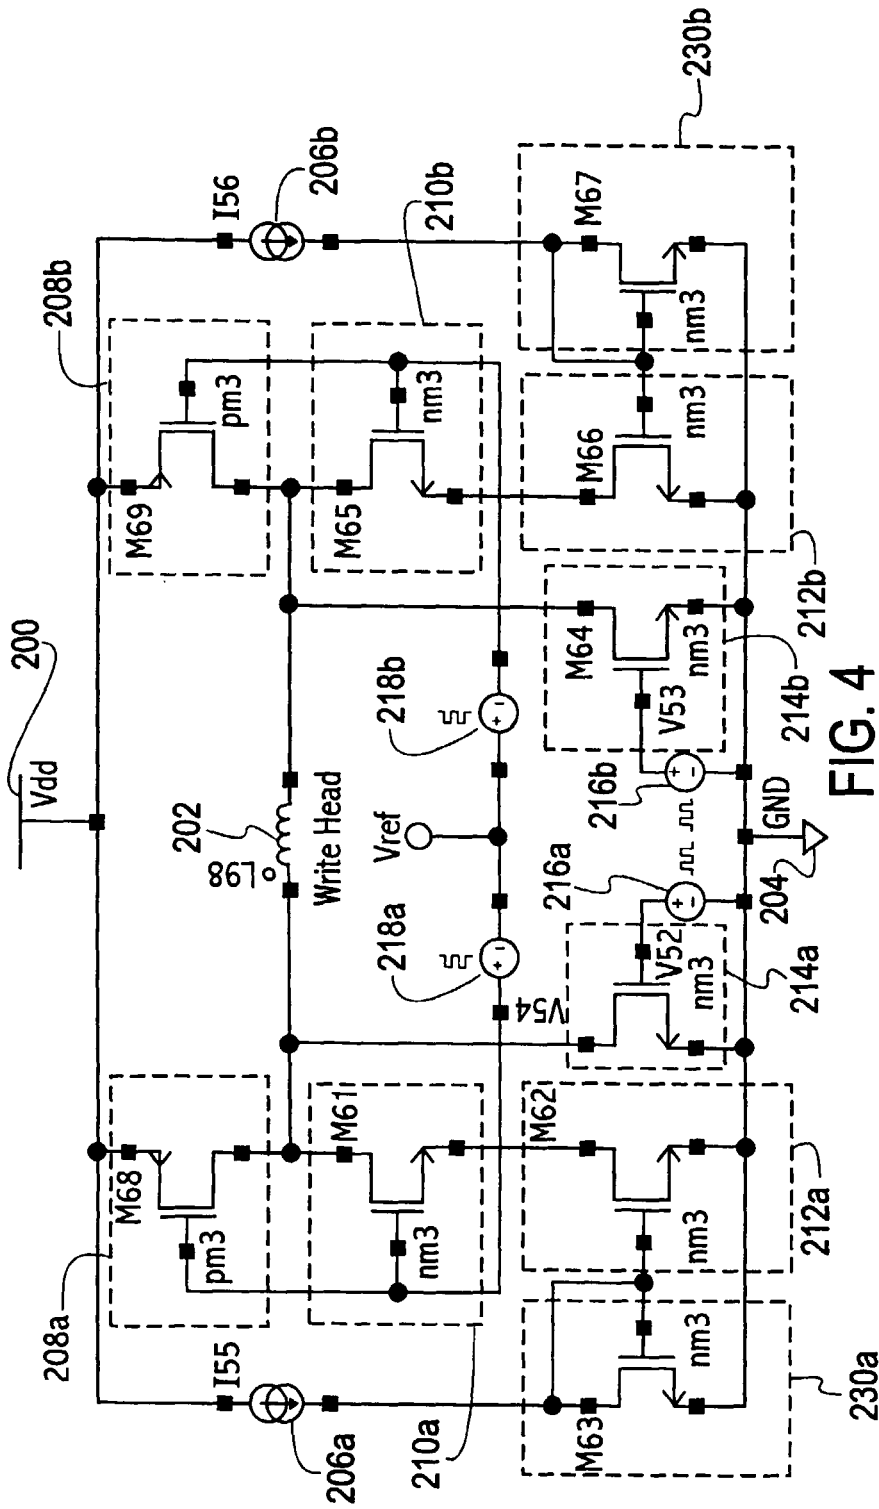 200
Vdd
208a
208b
I55
206a
M68
pm3
M69
pm3
I56
206b
L98
202
Write Head
210a
M61
nm3
M65
nm3
210b
218a
Vref
218b
V54
M63
nm3
230a
M62
nm3
212a
V52
nm3
214a
216a
216b
M64
V53
nm3
214b
M66
nm3
212b
M67
nm3
230b
GND
204
FIG. 4